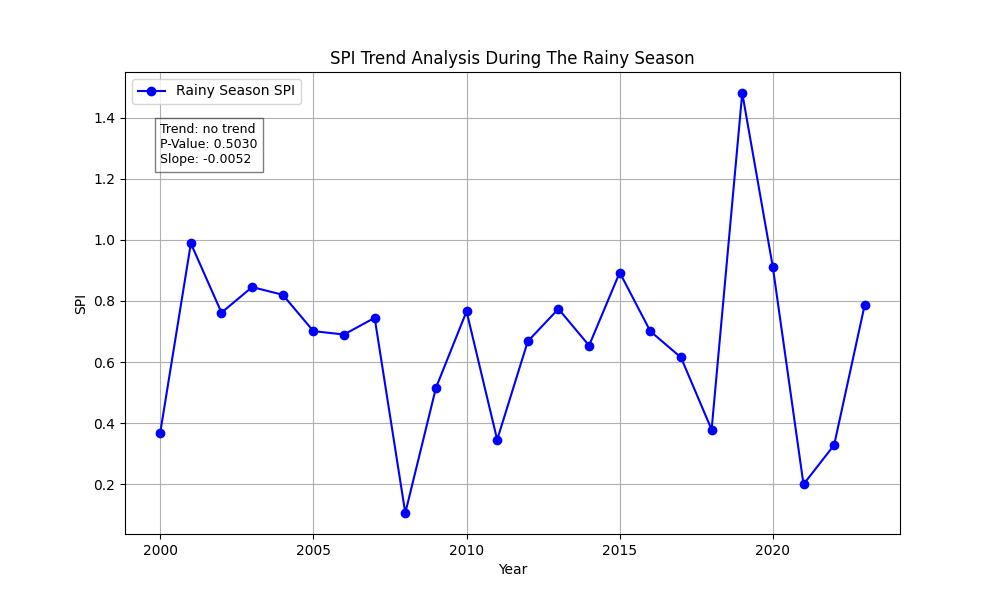 SPI Trend Analysis During The Rainy Season
Rainy Season SPI
Trend: no trend
P-Value: 0.5030
Slope: -0.0052
1.4
1.2
1.0
0.8
0.6
0.4
0.2
SPI
2000 2005 2010 2015 2020
Year